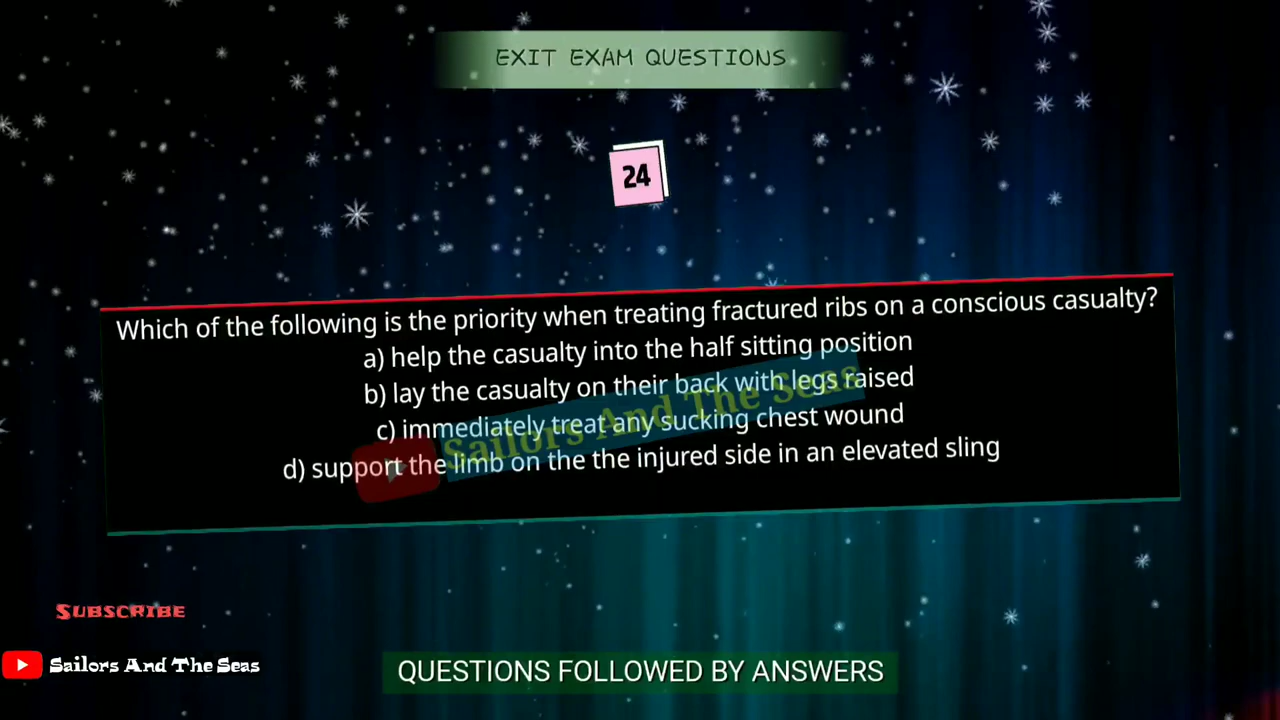 EXIT EXAM QUESTIONS
24
Which of the following is the priority when treating fractured ribs on a conscious casualty?
a) help the casualty into the half sitting position
b) lay the casualty on their back with legs raised
c) immediately treat any sucking chest wound
d) support the limb on the the injured side in an elevated sling
Sailors And The Seas
SUBSCRIBE
Sailors And The Seas
QUESTIONS FOLLOWED BY ANSWERS